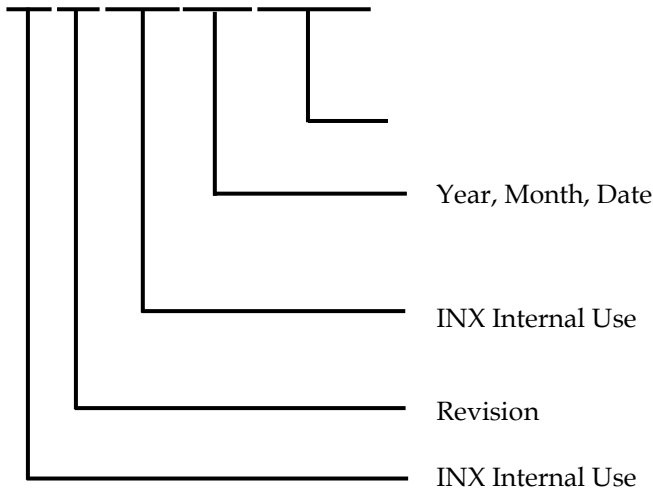 Year, Month, Date
INX Internal Use
Revision
INX Internal Use